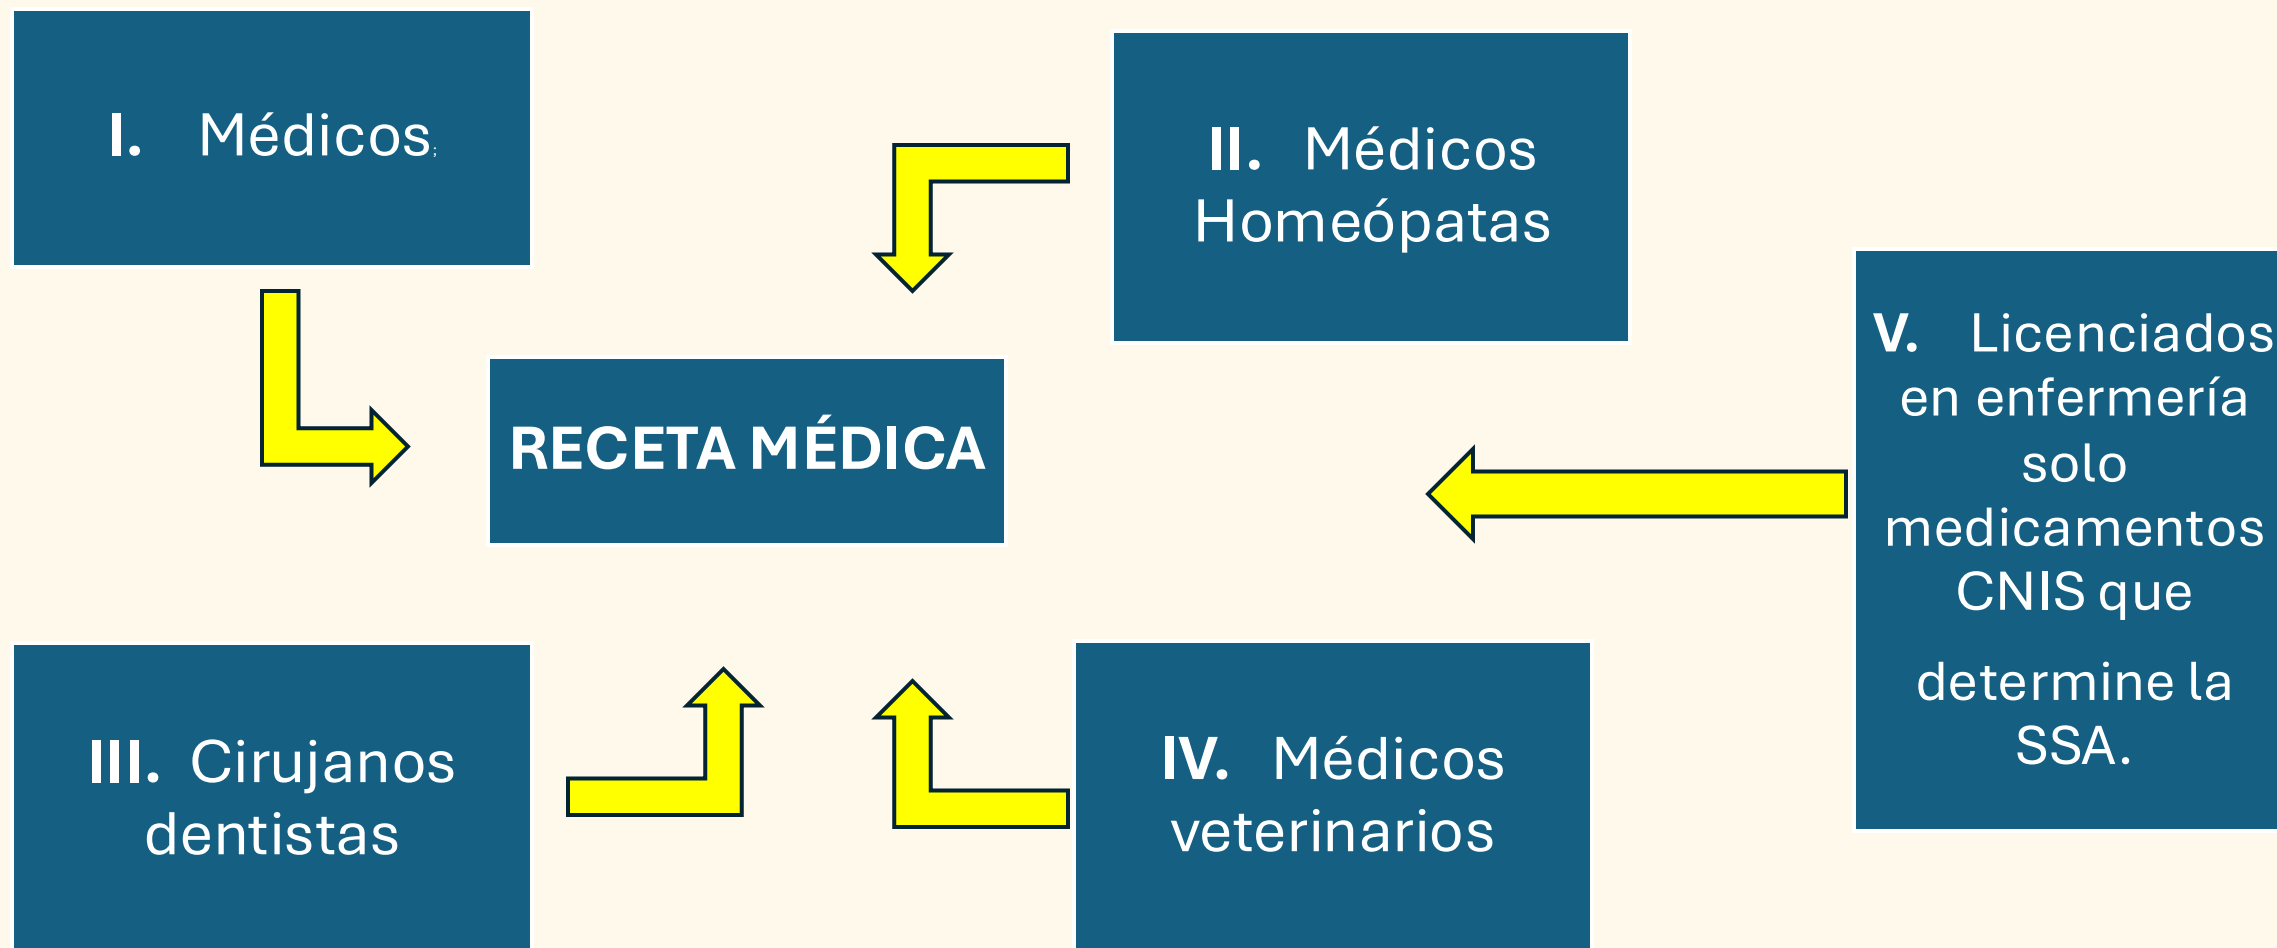 I. Médicos;
II. Médicos
Homeópatas
RECETA MÉDICA
III. Cirujanos
dentistas
IV. Médicos
veterinarios
V. Licenciados
en enfermería
solo
medicamentos
CNIS que
determine la
SSA.